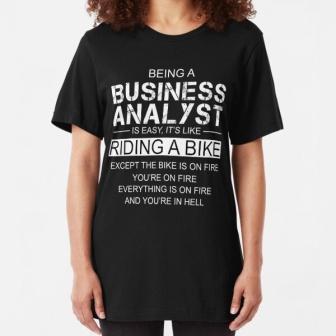 BEING A
BUSINESS
ANALYST
IS EASY, IT'S LIKE
RIDING A BIKE
EXCEPT THE BIKE IS ON FIRE
YOU'RE ON FIRE
EVERYTHING IS ON FIRE
AND YOU'RE IN HELL